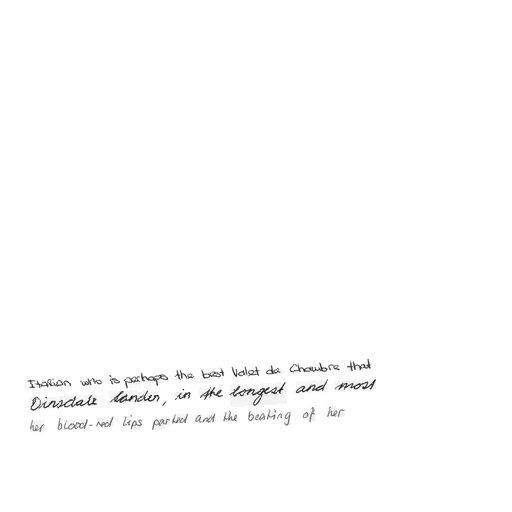 Italian who is perhaps the best Valet de Chambre that
Dinsdale Landen, in the longest and most
her blood-red lips parted and the beating of her